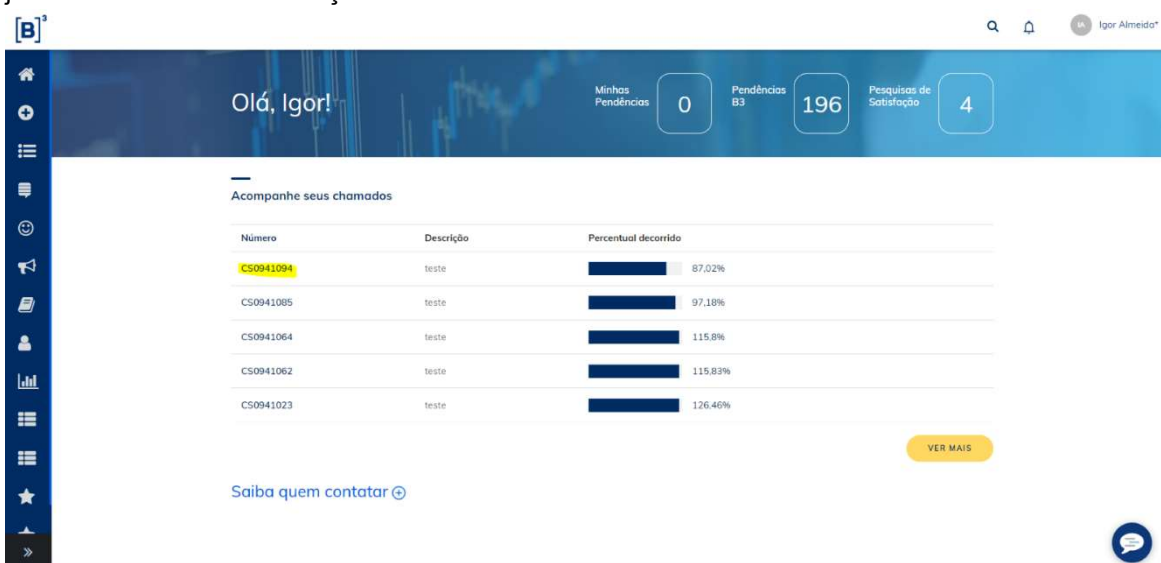 [B]³
IA Igor Almeida*
Olá, Igor!
Minhas Pendências 0
Pendências B3 196
Pesquisas de Satisfação 4
Acompanhe seus chamados
Número Descrição Percentual decorrido
CS0941094 teste 87,02%
CS0941085 teste 97,18%
CS0941064 teste 115,8%
CS0941062 teste 115,83%
CS0941023 teste 126,46%
VER MAIS
Saiba quem contatar